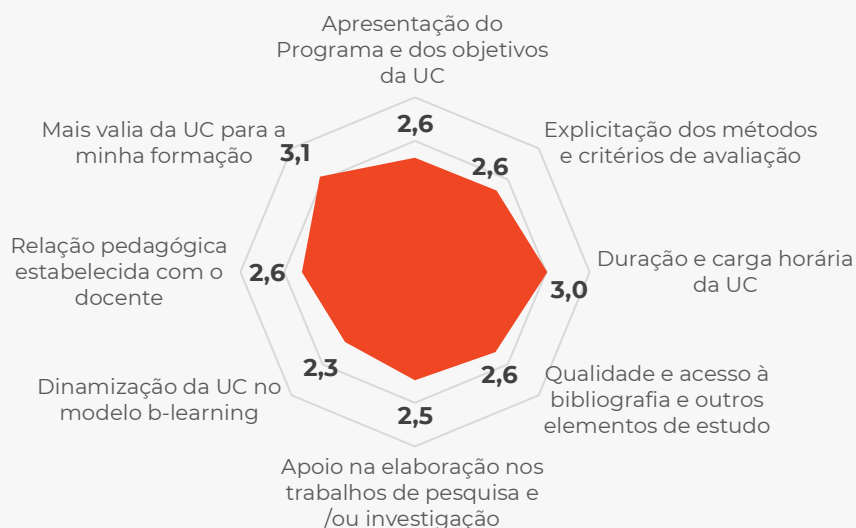 Apresentação do
Programa e dos objetivos
da UC
2,6
Explicitação dos métodos
e critérios de avaliação
2,6
Duração e carga horária
da UC
3,0
Qualidade e acesso à
bibliografia e outros
elementos de estudo
2,6
Apoio na elaboração nos
trabalhos de pesquisa e
/ou investigação
2,5
Dinamização da UC no
modelo b-learning
2,3
Relação pedagógica
estabelecida com o
docente
2,6
Mais valia da UC para a
minha formação
3,1